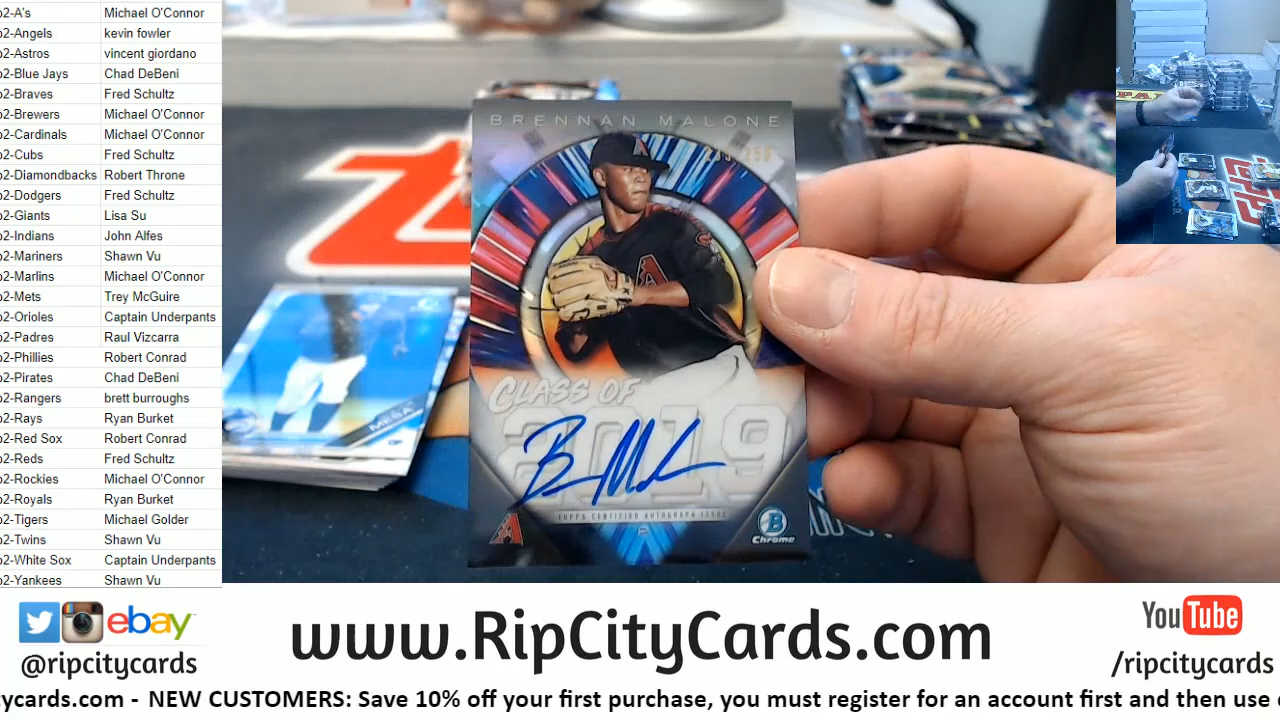 o2-A's Michael O'Connor
o2-Angels kevin fowler
o2-Astros vincent giordano
o2-Blue Jays Chad DeBeni
o2-Braves Fred Schultz
o2-Brewers Michael O'Connor
o2-Cardinals Michael O'Connor
o2-Cubs Fred Schultz
o2-Diamondbacks Robert Throne
o2-Dodgers Fred Schultz
o2-Giants Lisa Su
o2-Indians John Alfes
o2-Mariners Shawn Vu
o2-Marlins Michael O'Connor
o2-Mets Trey McGuire
o2-Orioles Captain Underpants
o2-Padres Raul Vizcarra
o2-Phillies Robert Conrad
o2-Pirates Chad DeBeni
o2-Rangers brett burroughs
o2-Rays Ryan Burket
o2-Red Sox Robert Conrad
o2-Reds Fred Schultz
o2-Rockies Michael O'Connor
o2-Royals Ryan Burket
o2-Tigers Michael Golder
o2-Twins Shawn Vu
o2-White Sox Captain Underpants
o2-Yankees Shawn Vu
BRENNAN MALONE
CLASS OF
2019
TOPPS CERTIFIED AUTOGRAPH ISSUE
P
B
Chrome
MESA
ebay
@ripcitycards
www.RipCityCards.com
YouTube
/ripcitycards
tycards.com - NEW CUSTOMERS: Save 10% off your first purchase, you must register for an account first and then use